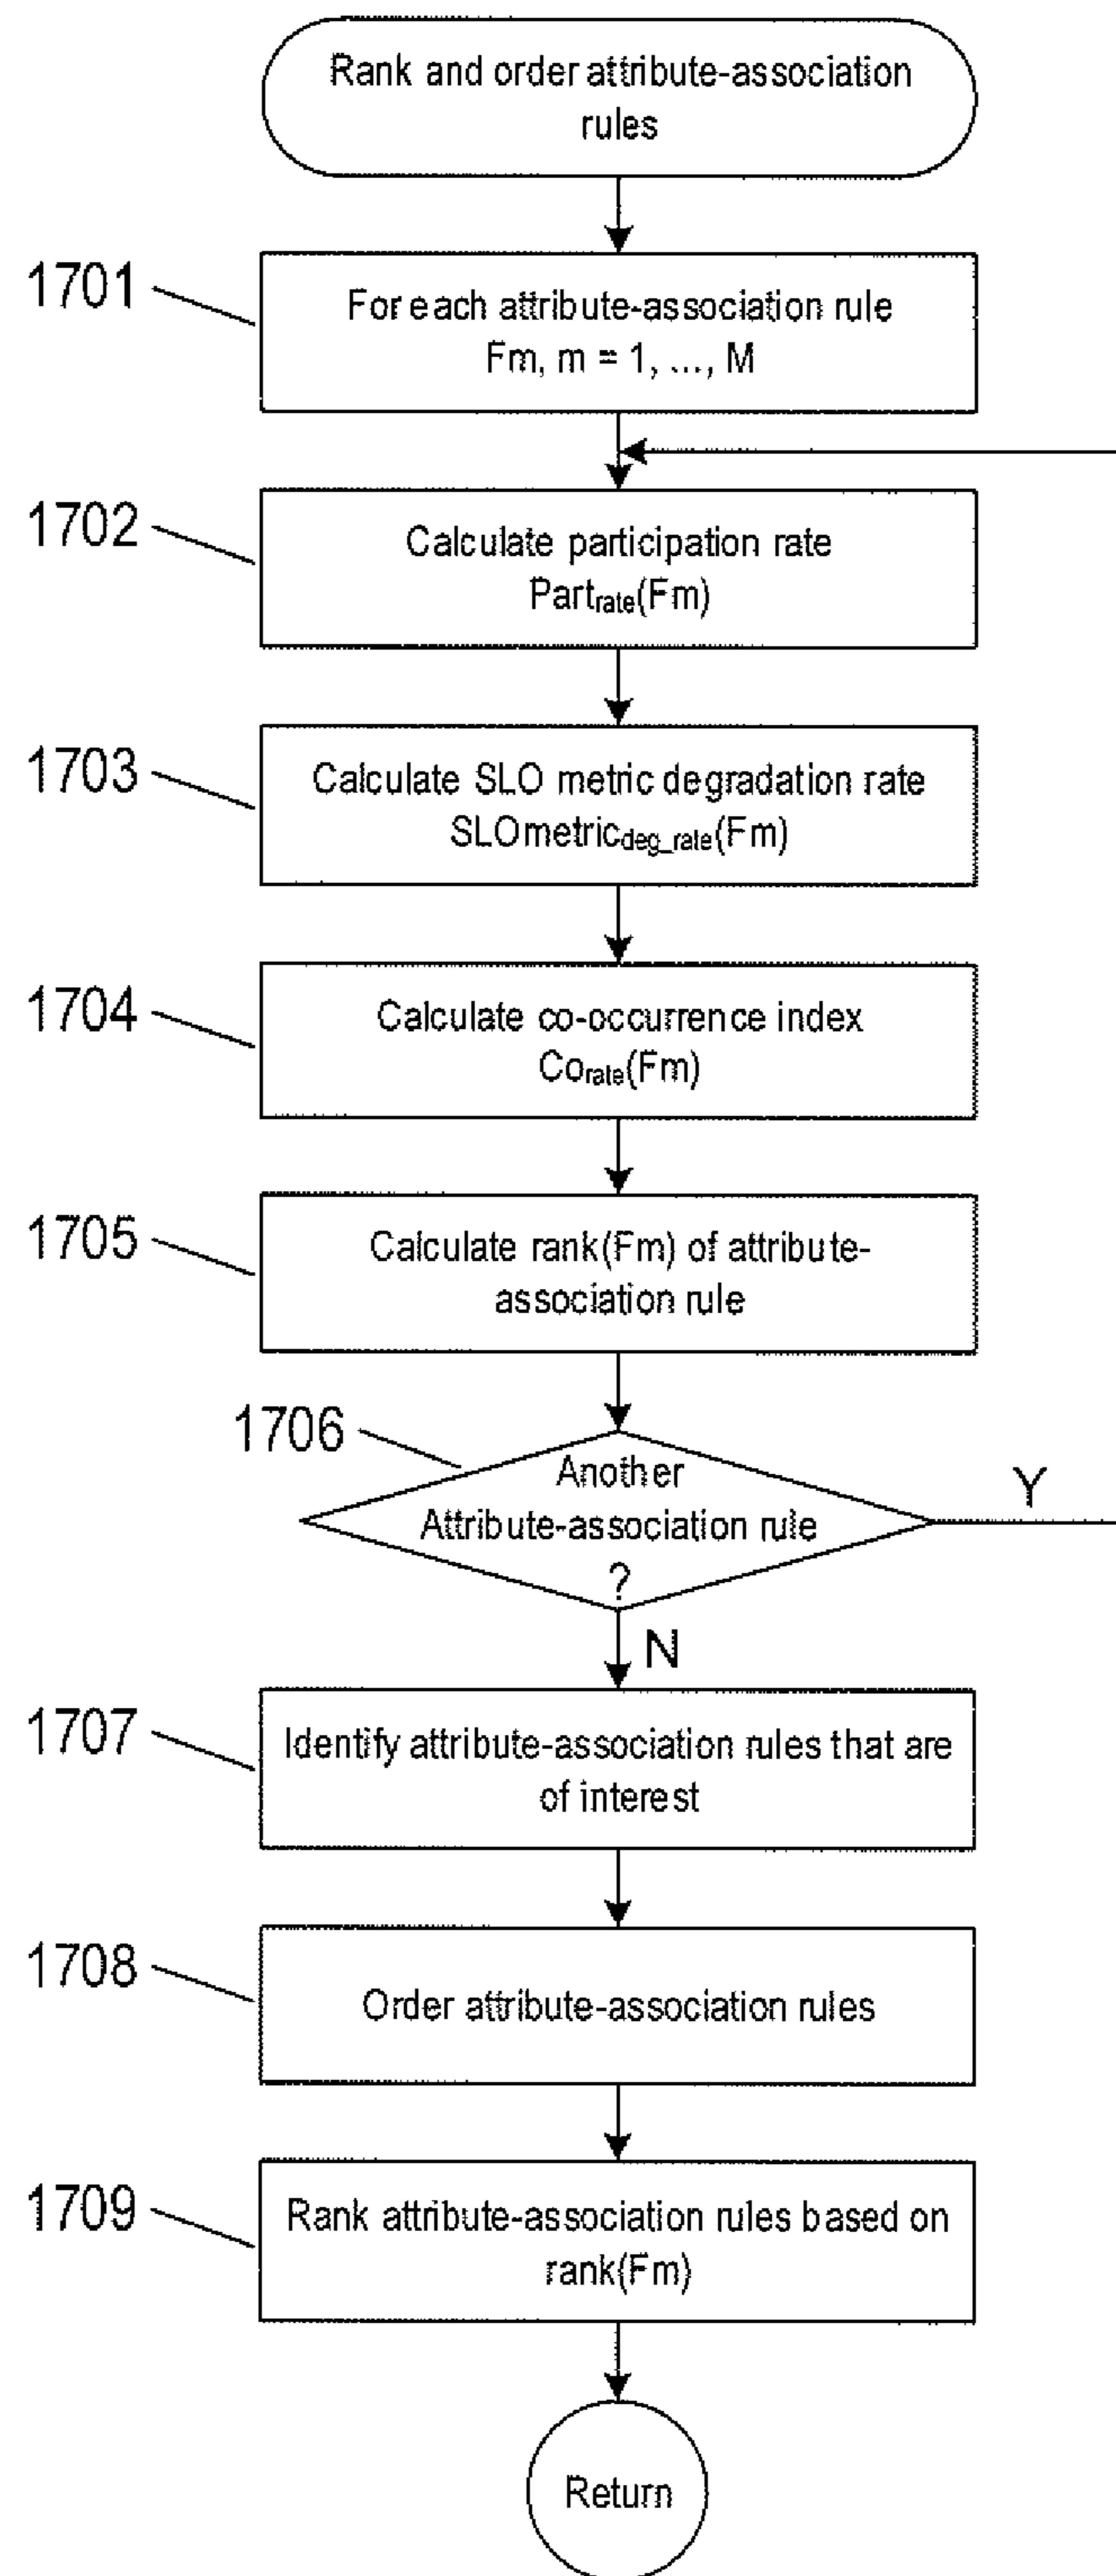 Rank and order attribute-association
rules
1701
For each attribute-association rule
Fm, m = 1, ..., M
1702
Calculate participation rate
Partrate(Fm)
1703
Calculate SLO metric degradation rate
SLOmetricdeg_rate(Fm)
1704
Calculate co-occurrence index
Corate(Fm)
1705
Calculate rank(Fm) of attribute-
association rule
1706
Another
Attribute-association rule
?
Y
N
1707
Identify attribute-association rules that are
of interest
1708
Order attribute-association rules
1709
Rank attribute-association rules based on
rank(Fm)
Return